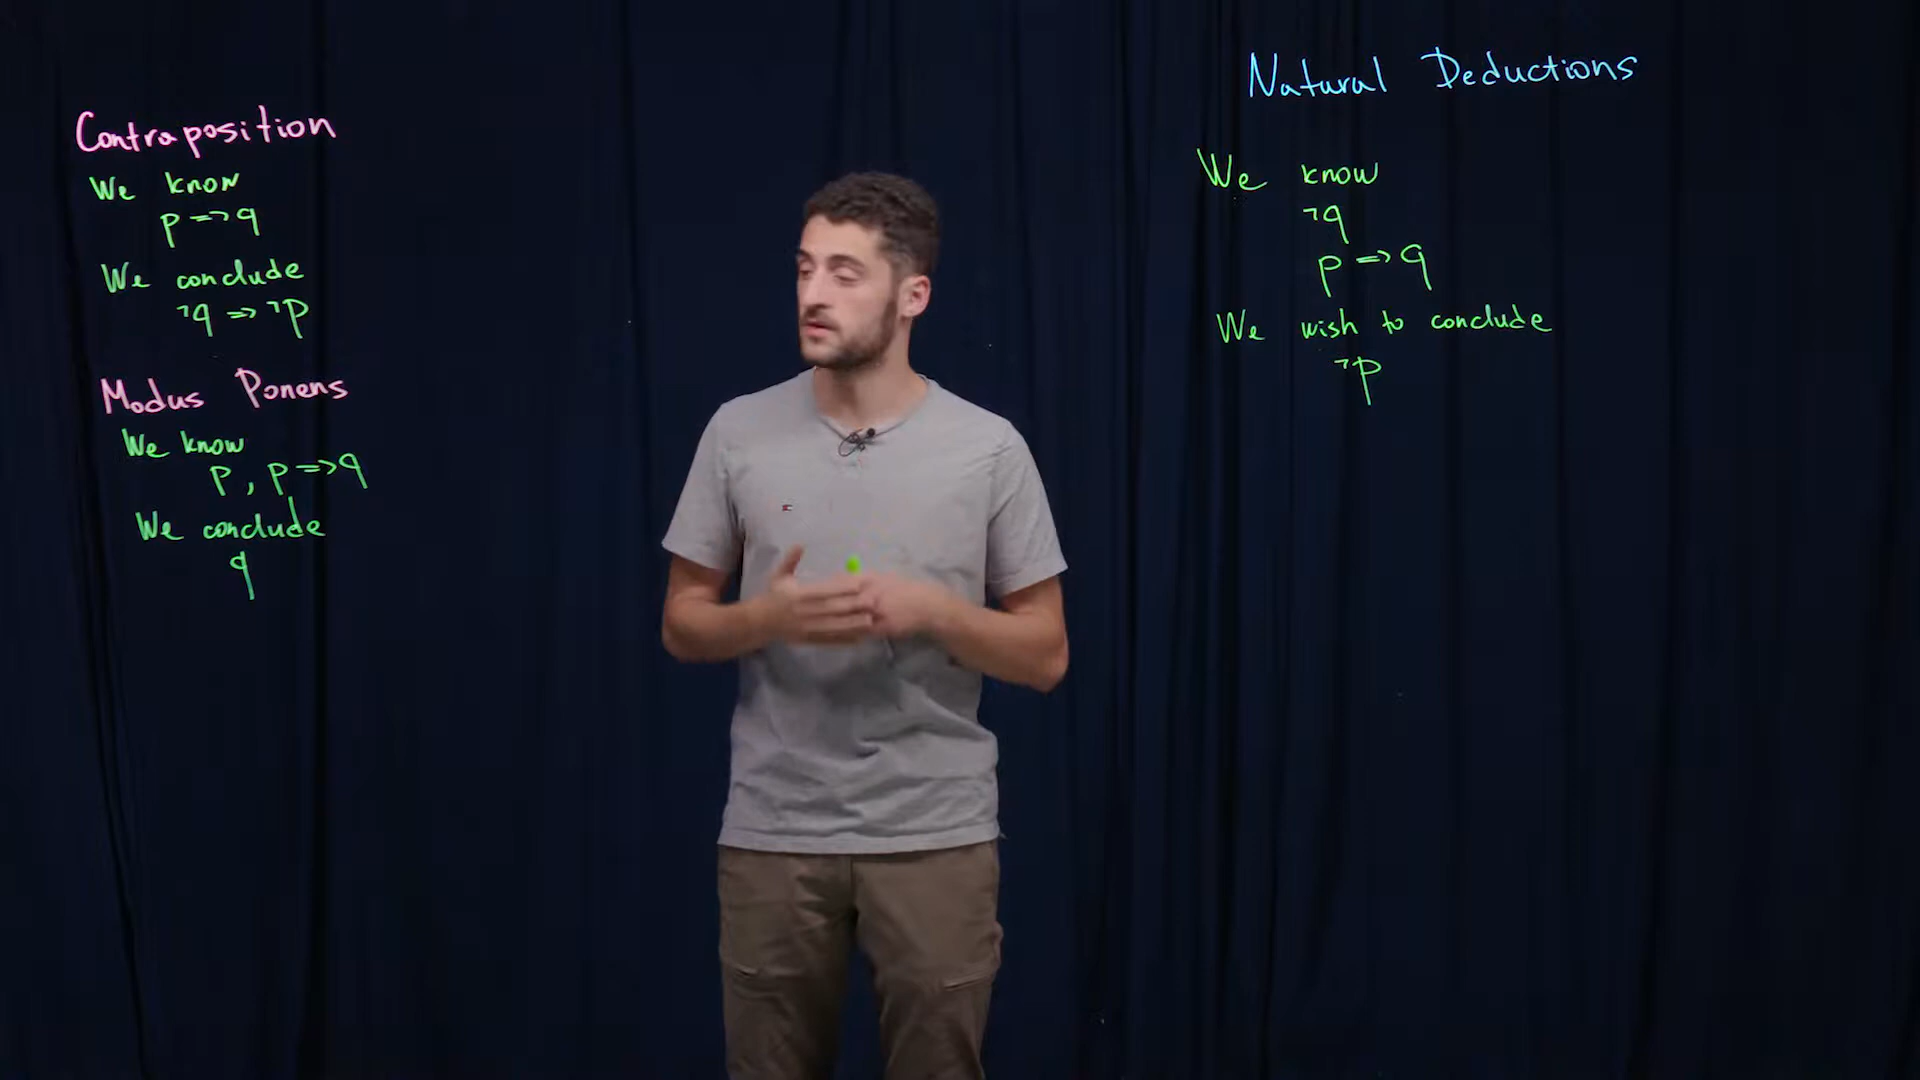 Contraposition
We know
p => q
We conclude
¬q => ¬p
Modus Ponens
We know
p, p => q
We conclude
q
Natural Deductions
We know
¬q
p => q
We wish to conclude
¬p